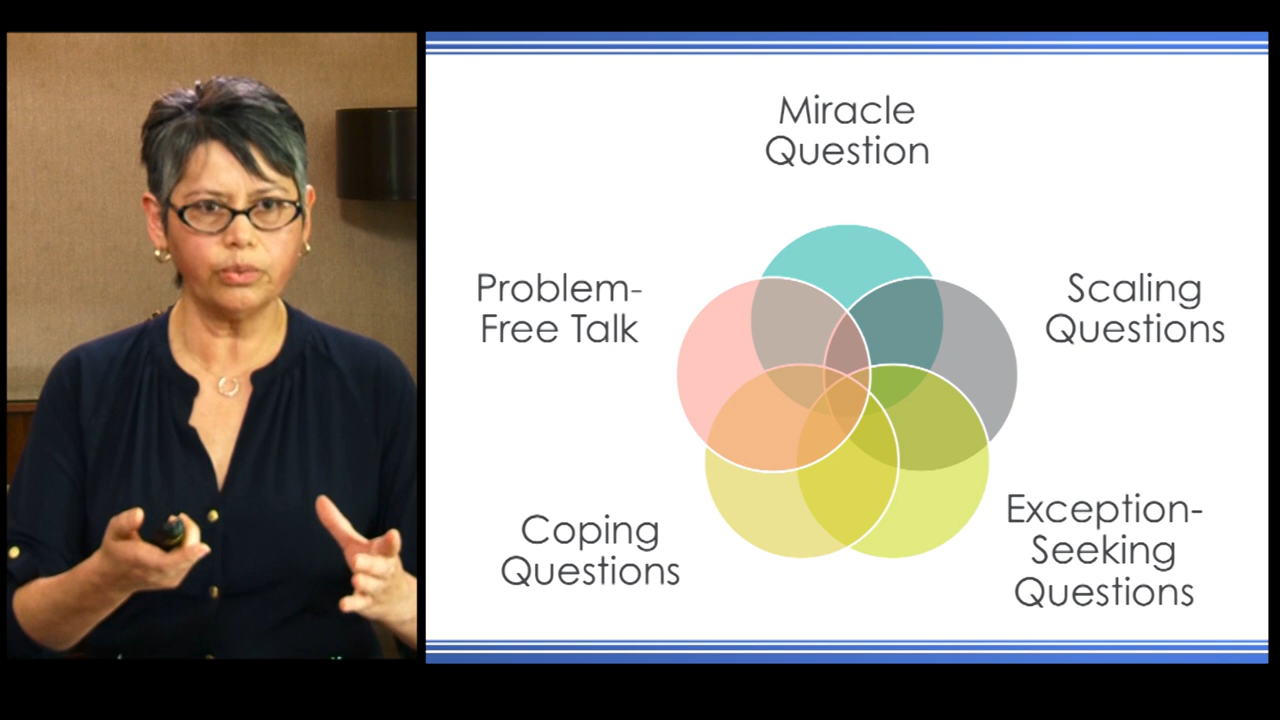 Miracle
Question
Problem-
Free Talk
Scaling
Questions
Coping
Questions
Exception-
Seeking
Questions